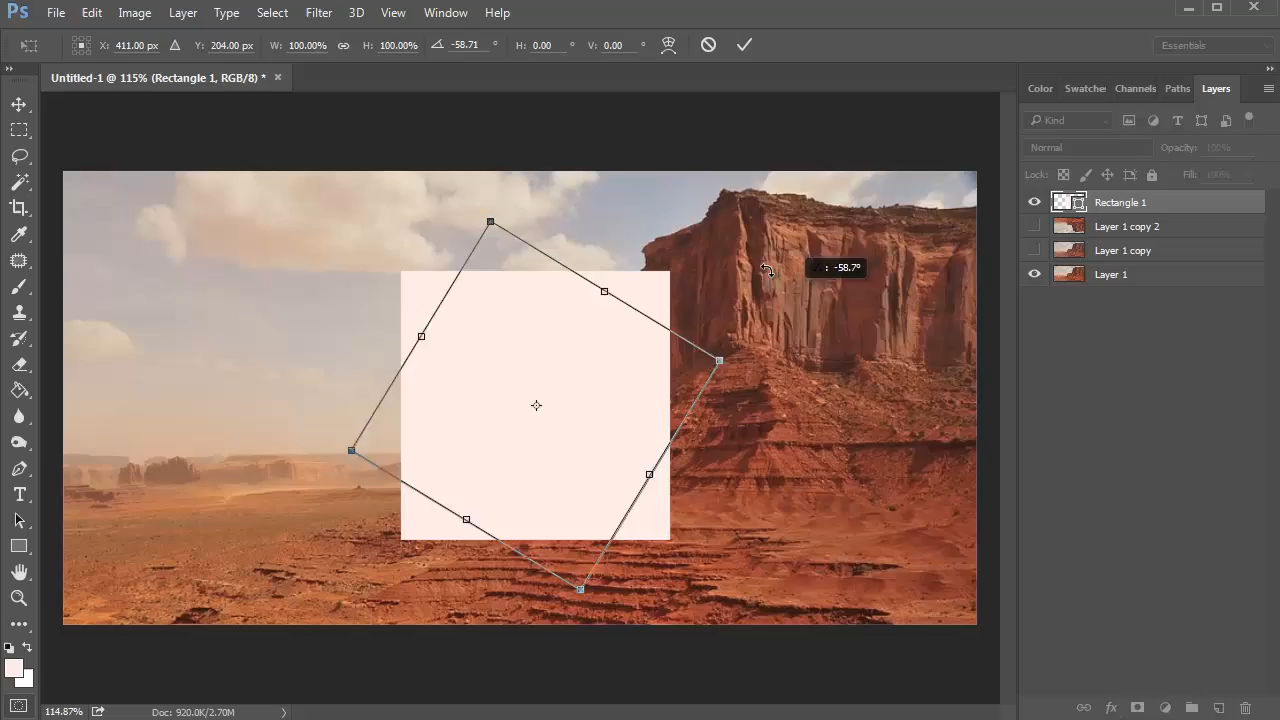 Ps File Edit Image Layer Type Select Filter 3D View Window Help
X: 411.00 px Y: 204.00 px W: 100.00% H: 100.00% -58.71 ° H: 0.00 ° V: 0.00 ° Essentials
Untitled-1 @ 115% (Rectangle 1, RGB/8) * ×
Color Swatches Channels Paths Layers
Kind
Normal Opacity: 100%
Lock: Fill: 100%
Rectangle 1
Layer 1 copy 2
Layer 1 copy
Layer 1
: -58.7°
T
114.87% Doc: 920.0K/2.70M
fx